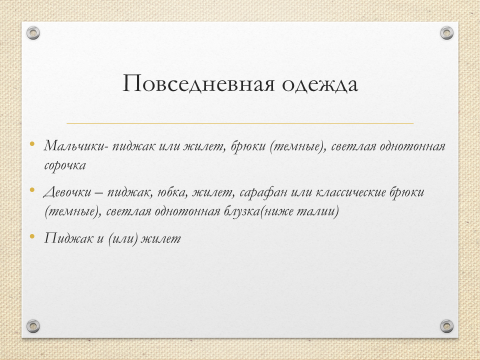 Повседневная одежда
• Мальчики- пиджак или жилет, брюки (темные), светлая однотонная
сорочка
• Девочки – пиджак, юбка, жилет, сарафан или классические брюки
(темные), светлая однотонная блузка(ниже талии)
• Пиджак и (или) жилет